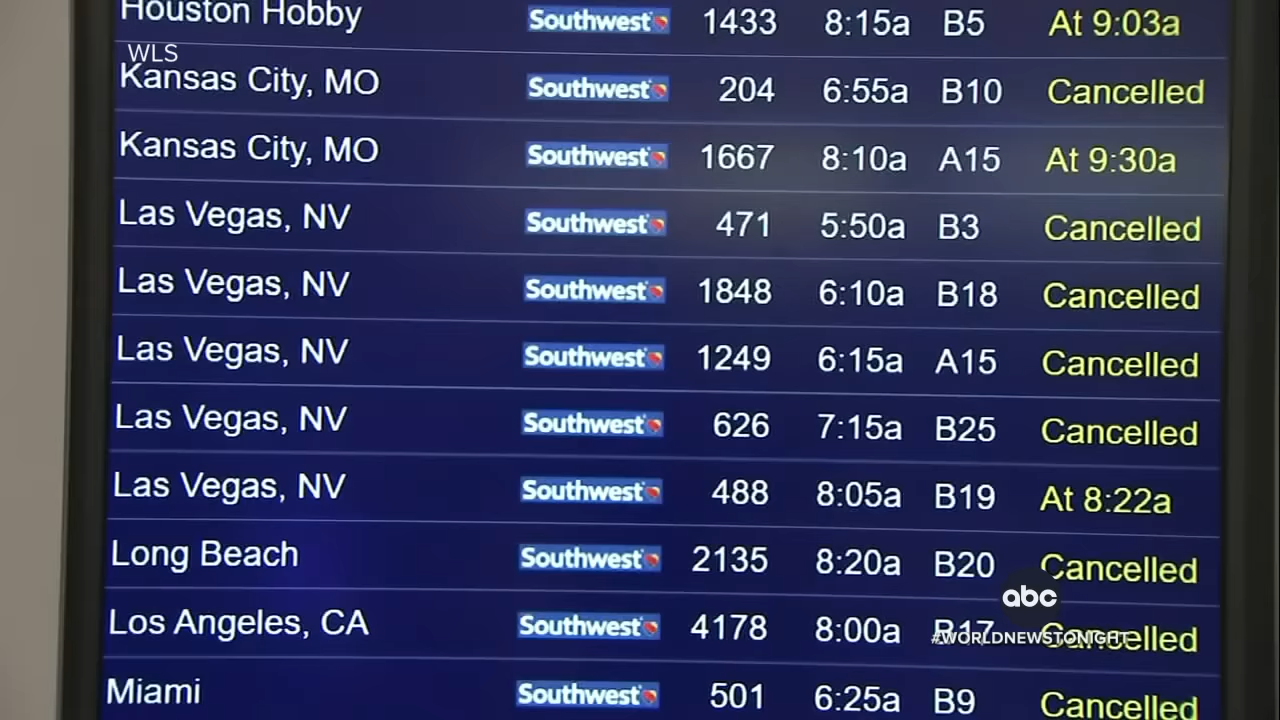 Houston Hobby Southwest 1433 8:15a B5 At 9:03a
WLS
Kansas City, MO Southwest 204 6:55a B10 Cancelled
Kansas City, MO Southwest 1667 8:10a A15 At 9:30a
Las Vegas, NV Southwest 471 5:50a B3 Cancelled
Las Vegas, NV Southwest 1848 6:10a B18 Cancelled
Las Vegas, NV Southwest 1249 6:15a A15 Cancelled
Las Vegas, NV Southwest 626 7:15a B25 Cancelled
Las Vegas, NV Southwest 488 8:05a B19 At 8:22a
Long Beach Southwest 2135 8:20a B20 Cancelled
abc
Los Angeles, CA Southwest 4178 8:00a B17 Cancelled
#WORLDNEWSTONIGHT
Miami Southwest 501 6:25a B9 Cancelled